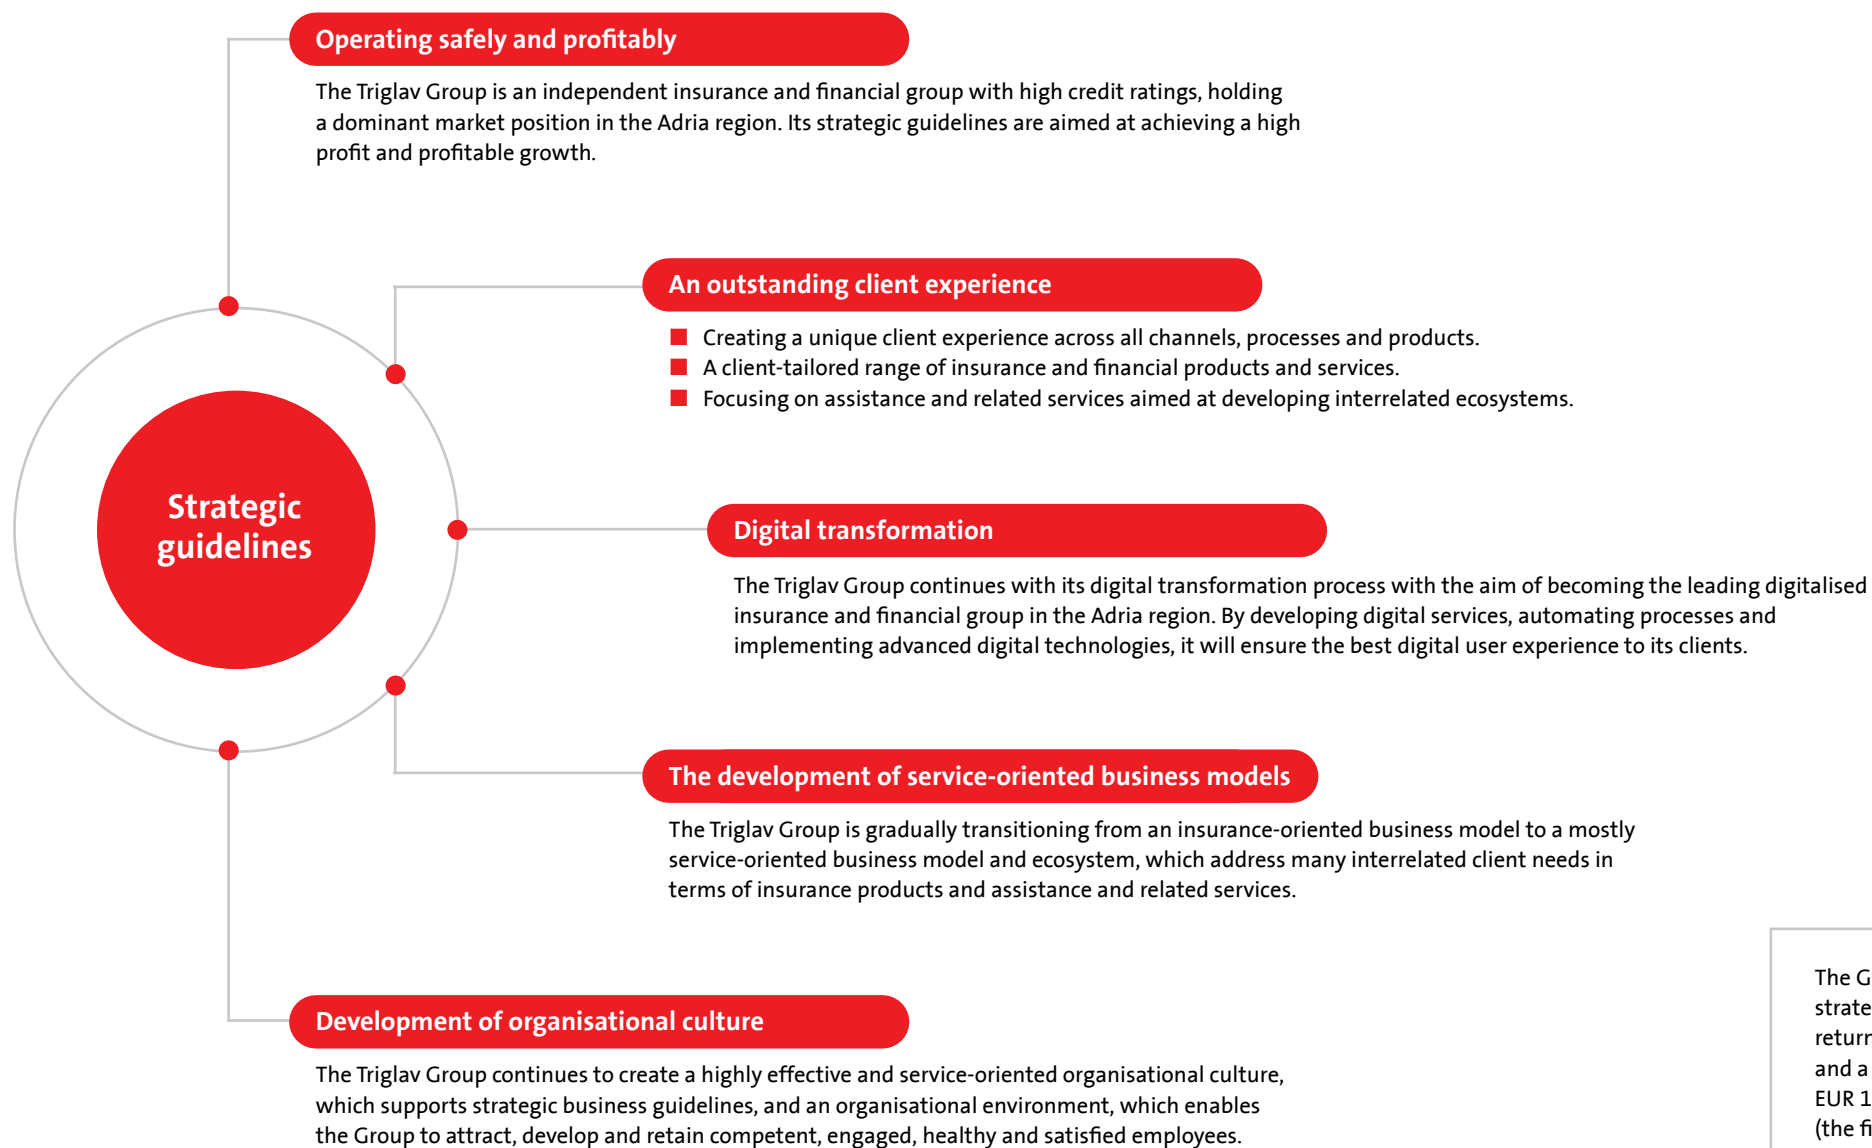 Operating safely and profitably
The Triglav Group is an independent insurance and financial group with high credit ratings, holding
a dominant market position in the Adria region. Its strategic guidelines are aimed at achieving a high
profit and profitable growth.
An outstanding client experience
Creating a unique client experience across all channels, processes and products.
A client-tailored range of insurance and financial products and services.
Focusing on assistance and related services aimed at developing interrelated ecosystems.
Strategic
guidelines
Digital transformation
The Triglav Group continues with its digital transformation process with the aim of becoming the leading digitalised
insurance and financial group in the Adria region. By developing digital services, automating processes and
implementing advanced digital technologies, it will ensure the best digital user experience to its clients.
The development of service-oriented business models
The Triglav Group is gradually transitioning from an insurance-oriented business model to a mostly
service-oriented business model and ecosystem, which address many interrelated client needs in
terms of insurance products and assistance and related services.
Development of organisational culture
The Triglav Group continues to create a highly effective and service-oriented organisational culture,
which supports strategic business guidelines, and an organisational environment, which enables
the Group to attract, develop and retain competent, engaged, healthy and satisfied employees.
The
return
and a
EUR
(the